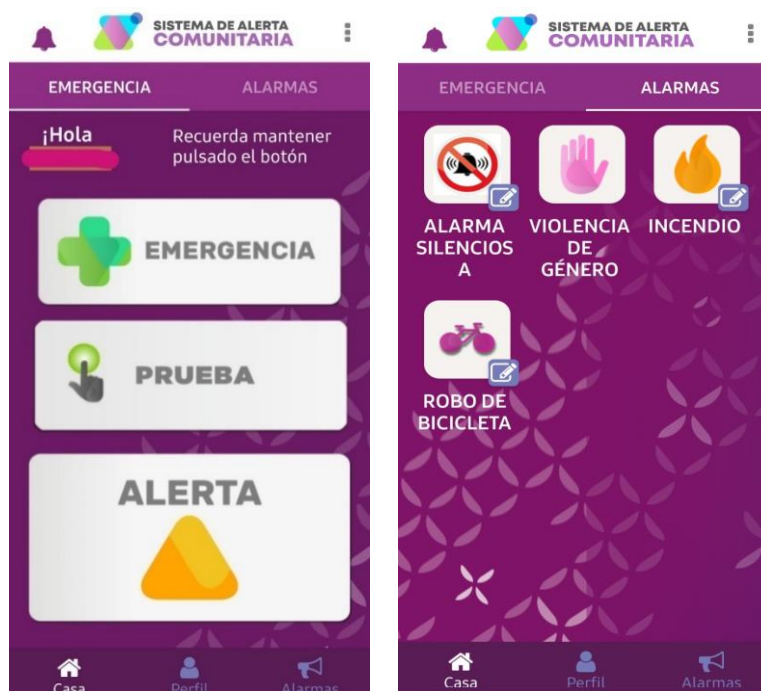 SISTEMA DE ALERTA
COMUNITARIA
EMERGENCIA
ALARMAS
¡Hola
Recuerda mantener
pulsado el botón
EMERGENCIA
PRUEBA
ALERTA
Casa
Perfil
Alarmas
SISTEMA DE ALERTA
COMUNITARIA
EMERGENCIA
ALARMAS
ALARMA
SILENCIOS
A
VIOLENCIA
DE
GÉNERO
INCENDIO
ROBO DE
BICICLETA
Casa
Perfil
Alarmas